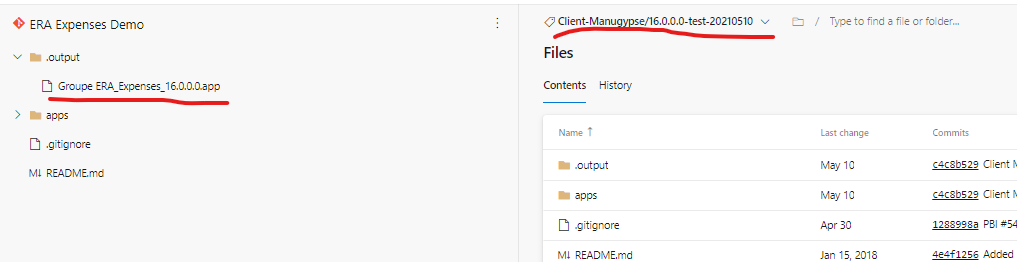 ERA Expenses Demo
.output
Groupe ERA_Expenses_16.0.0.0.app
apps
.gitignore
README.md
Client-Manugypse/16.0.0.0-test-20210510
/ Type to find a file or folder...
Files
Contents History
Name ↑ Last change Commits
.output May 10 c4c8b529 Client M
apps May 10 c4c8b529 Client M
.gitignore Apr 30 1288998a PBI #54
README.md Jan 15, 2018 4e4f1256 Added